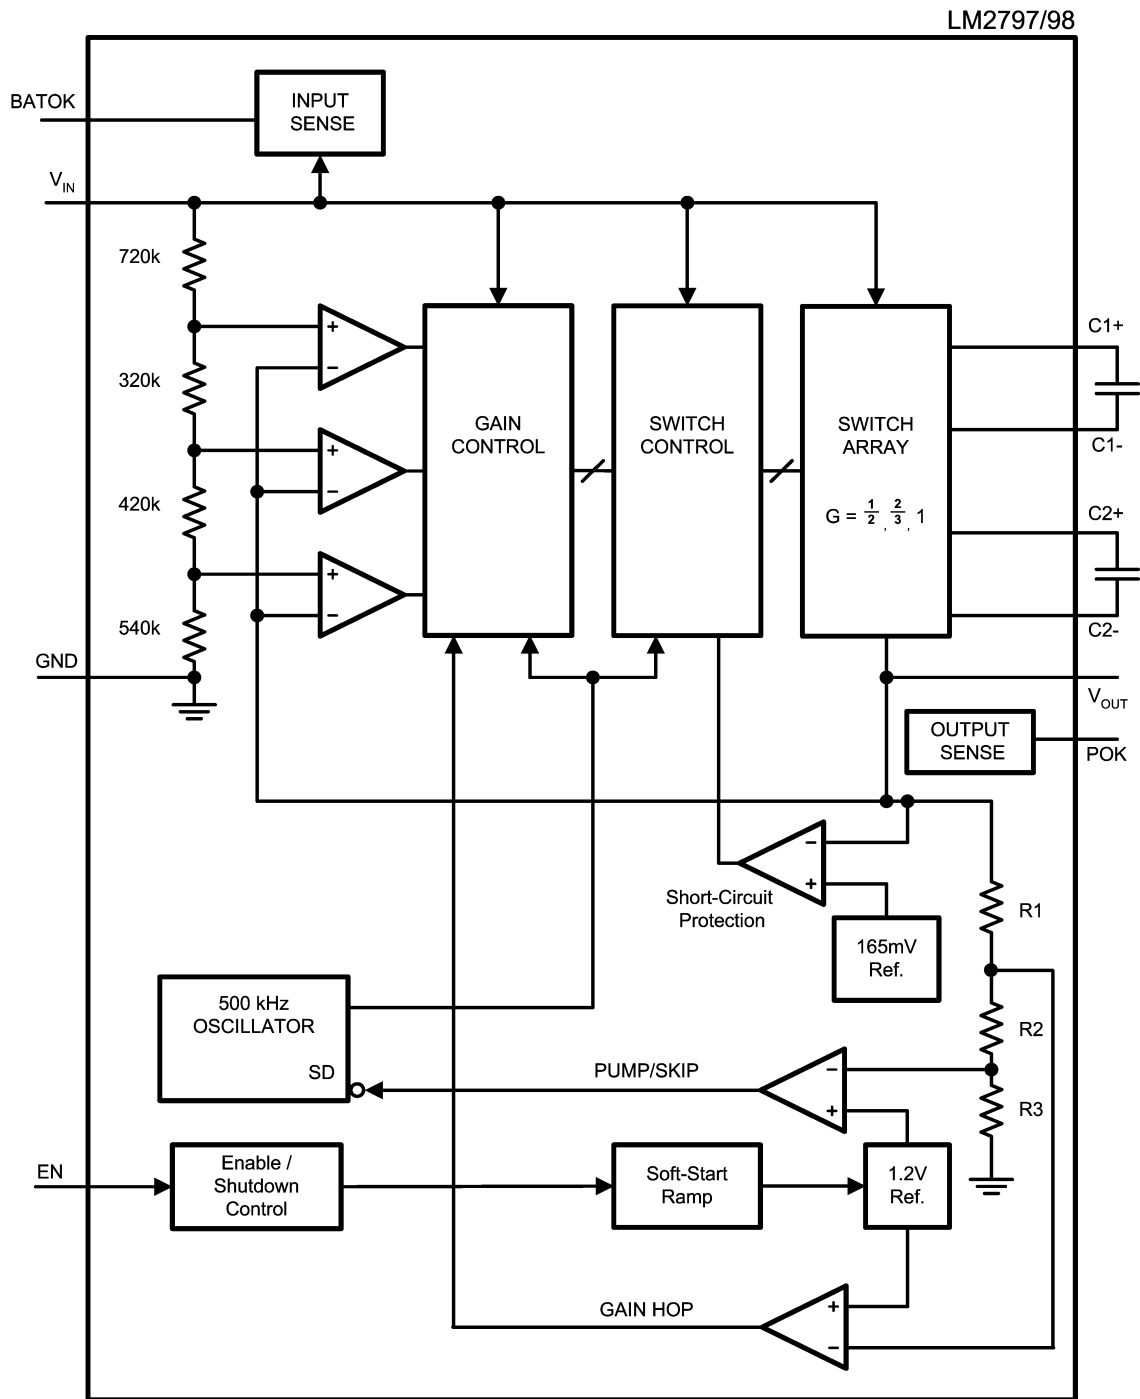 LM2797/98
BATOK
INPUT
SENSE
V_IN
720k
320k
420k
540k
GND
+
−
+
−
+
−
GAIN
CONTROL
SWITCH
CONTROL
SWITCH
ARRAY
G = 1/2, 2/3, 1
C1+
C1-
C2+
C2-
V_OUT
OUTPUT
SENSE
POK
−
+
Short-Circuit
Protection
165mV
Ref.
R1
R2
R3
500 kHz
OSCILLATOR
SD
PUMP/SKIP
−
+
EN
Enable /
Shutdown
Control
Soft-Start
Ramp
1.2V
Ref.
GAIN HOP
+
−